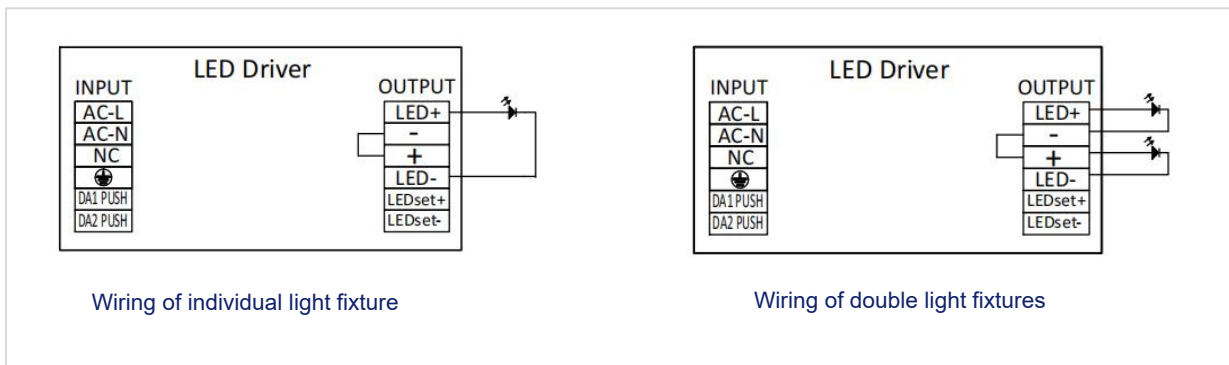 LED Driver
INPUT
OUTPUT
AC-L
AC-N
NC
DA1 PUSH
DA2 PUSH
LED+
-
+
LED-
LEDset+
LEDset-
Wiring of individual light fixture
LED Driver
INPUT
OUTPUT
AC-L
AC-N
NC
DA1 PUSH
DA2 PUSH
LED+
-
+
LED-
LEDset+
LEDset-
Wiring of double light fixtures